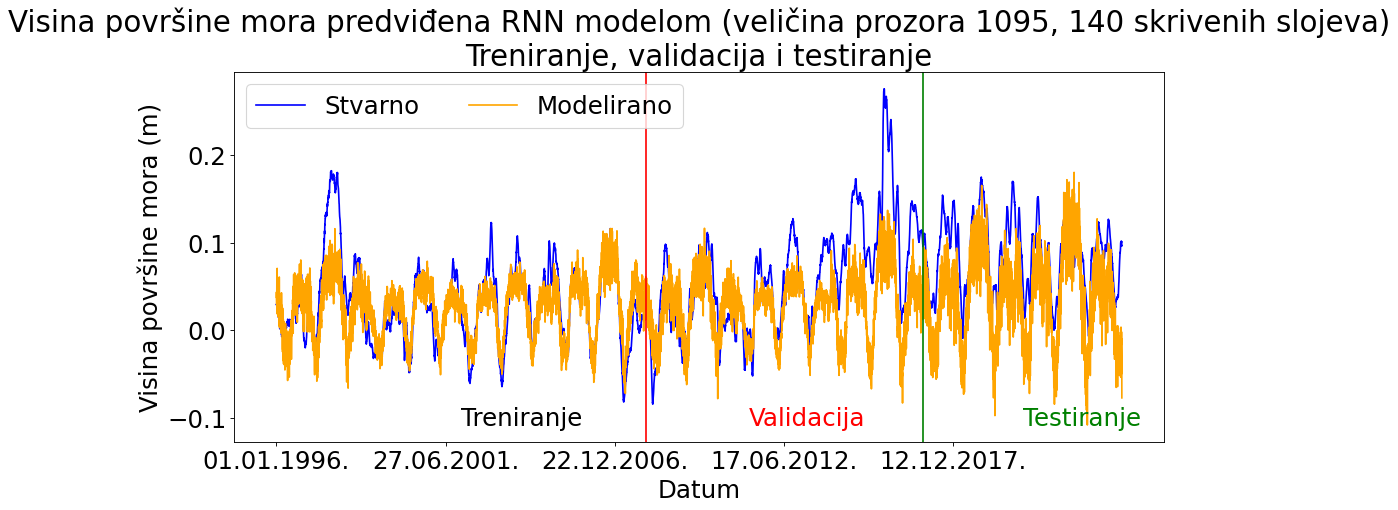 Visina površine mora predviđena RNN modelom (veličina prozora 1095, 140 skrivenih slojeva)
Treniranje, validacija i testiranje
Stvarno
Modelirano
Visina površine mora (m)
0.2
0.1
0.0
−0.1
Treniranje
Validacija
Testiranje
01.01.1996.
27.06.2001.
22.12.2006.
17.06.2012.
12.12.2017.
Datum